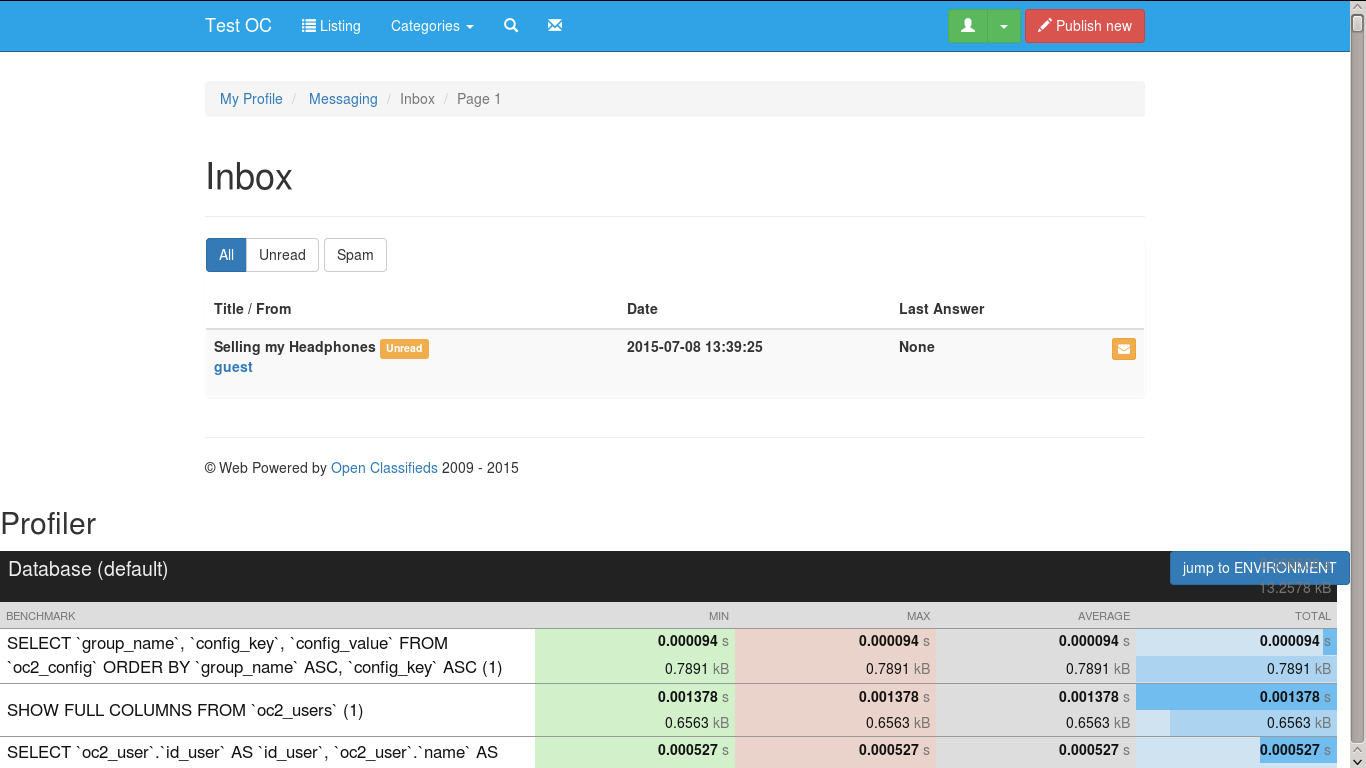 Test OC Listing Categories Publish new
My Profile / Messaging / Inbox / Page 1
Inbox
All Unread Spam
Title / From Date Last Answer
Selling my Headphones Unread 2015-07-08 13:39:25 None
guest
© Web Powered by Open Classifieds 2009 - 2015
Profiler
Database (default) jump to ENVIRONMENT
13.2578 kB
BENCHMARK MIN MAX AVERAGE TOTAL
SELECT `group_name`, `config_key`, `config_value` FROM 0.000094 s 0.000094 s 0.000094 s 0.000094 s
`oc2_config` ORDER BY `group_name` ASC, `config_key` ASC (1) 0.7891 kB 0.7891 kB 0.7891 kB 0.7891 kB
SHOW FULL COLUMNS FROM `oc2_users` (1) 0.001378 s 0.001378 s 0.001378 s 0.001378 s
0.6563 kB 0.6563 kB 0.6563 kB 0.6563 kB
SELECT `oc2_user`.`id_user` AS `id_user`, `oc2_user`.`name` AS 0.000527 s 0.000527 s 0.000527 s 0.000527 s